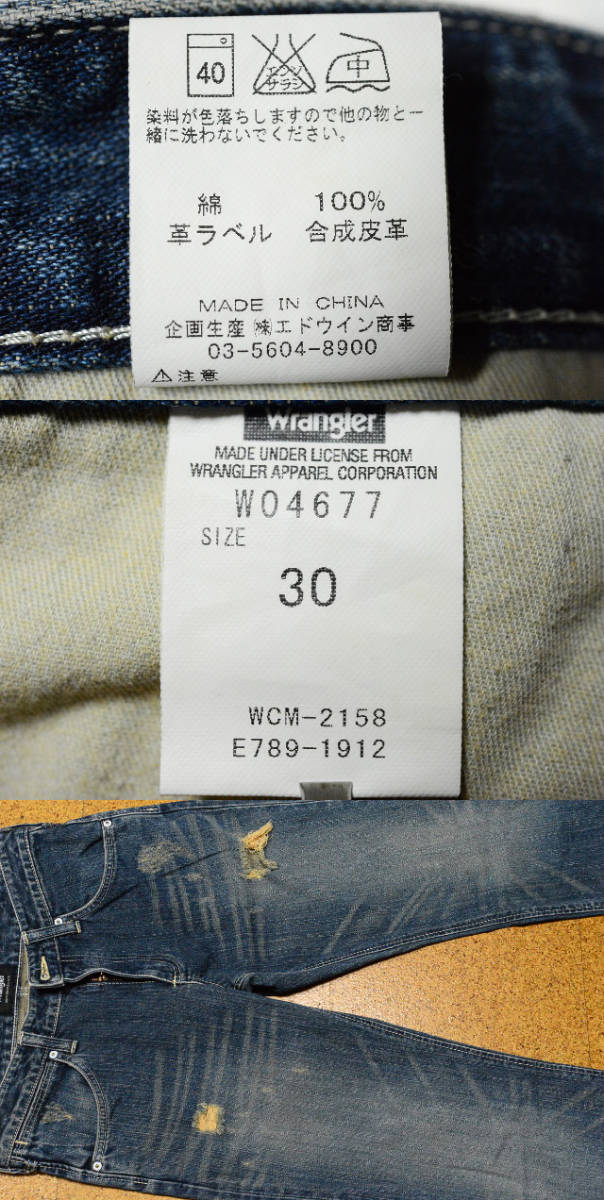 40
エンソ
サラシ
中
染料が色落ちしますので他の物と一
緒に洗わないでください。
綿 100%
革ラベル 合成皮革
MADE IN CHINA
企画生産 ㈱エドウイン商事
03-5604-8900
⚠注意
Wrangler
MADE UNDER LICENSE FROM
WRANGLER APPAREL CORPORATION
W04677
SIZE
30
WCM-2158
E789-1912
Wrangler